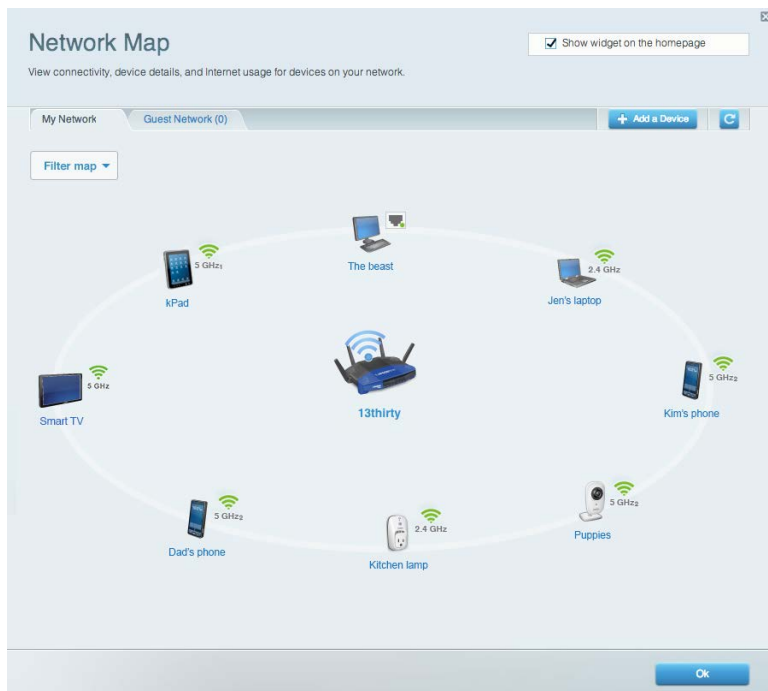 Network Map
Show widget on the homepage
View connectivity, device details, and Internet usage for devices on your network.
My Network
Guest Network (0)
Add a Device
Filter map
The beast
5 GHz1
kPad
2.4 GHz
Jen's laptop
5 GHz
Smart TV
13thirty
5 GHz2
Kim's phone
5 GHz2
Dad's phone
2.4 GHz
Kitchen lamp
5 GHz2
Puppies
Ok